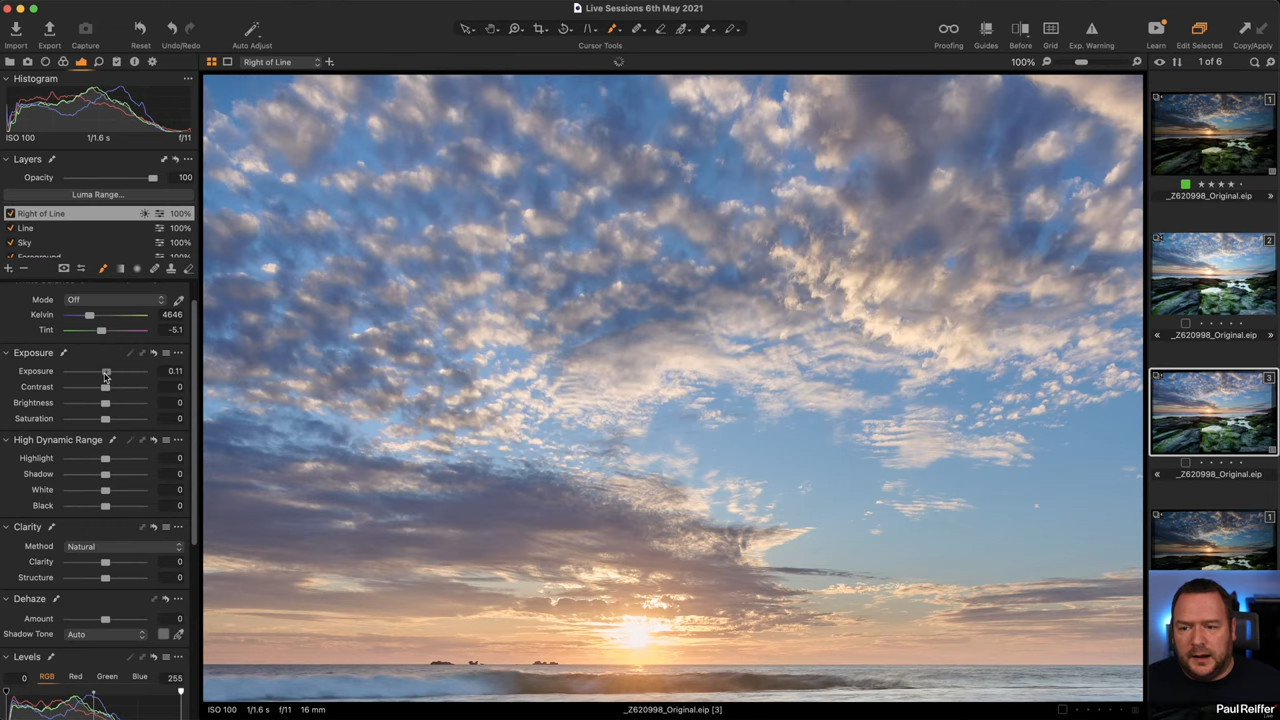 Live Sessions 6th May 2021
Import Export Capture Reset Undo/Redo Auto Adjust Cursor Tools Proofing Guides Before Grid Exp. Warning Learn Edit Selected Copy/Apply
Right of Line
100%
1 of 6
Histogram
ISO 100 1/1.6 s f/11
Layers
Opacity 100
Luma Range...
Right of Line 100%
Line 100%
Sky 100%
Mode Off
Kelvin 4646
Tint -5.1
Exposure
Exposure 0.11
Contrast 0
Brightness 0
Saturation 0
High Dynamic Range
Highlight 0
Shadow 0
White 0
Black 0
Clarity
Method Natural
Clarity 0
Structure 0
Dehaze
Amount 0
Shadow Tone Auto
Levels
0 RGB Red Green Blue 255
ISO 100 1/1.6 s f/11 16 mm
_Z620998_Original.eip [3]
1
_Z620998_Original.eip
2
_Z620998_Original.eip
3
_Z620998_Original.eip
1
PaulReiffer
Live